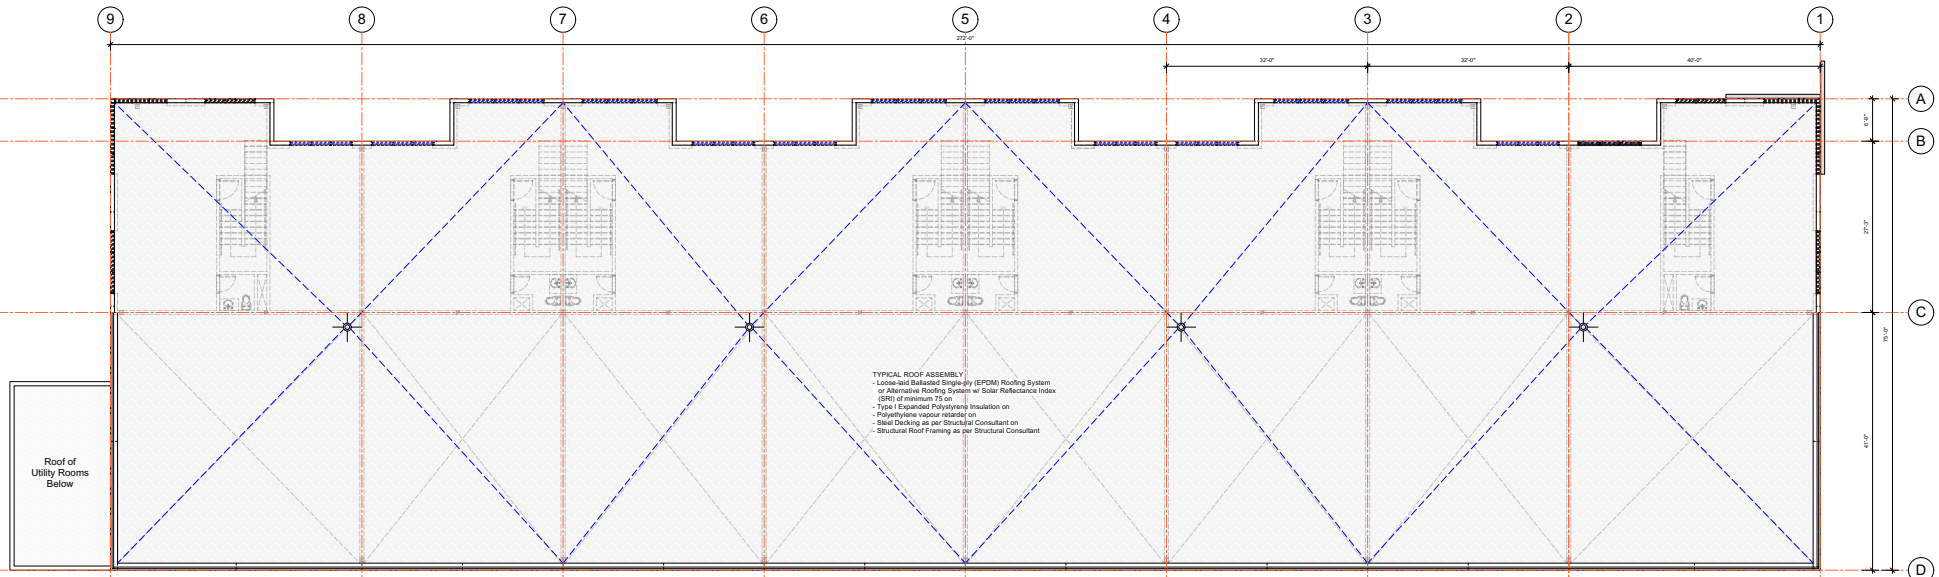 9 8 7 6 5 4 3 2 1
272'-0"
32'-0" 32'-0" 40'-0"
A
6'-9"
B
27'-3"
C
75'-0"
TYPICAL ROOF ASSEMBLY
- Loose-laid Ballasted Single-ply (EPDM) Roofing System
or Alternative Roofing System w/ Solar Reflectance Index
(SRI) of minimum 75 on
- Type I Expanded Polystyrene Insulation on
- Polyethylene vapour retarder on
- Steel Decking as per Structural Consultant on
- Structural Roof Framing as per Structural Consultant
41'-0"
Roof of
Utility Rooms
Below
D